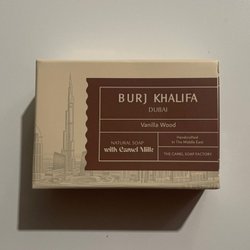 BURJ KHALIFA
DUBAI
Vanilla Wood
NATURAL SOAP
with Camel Milk
Handcrafted
in The Middle East
THE CAMEL SOAP FACTORY